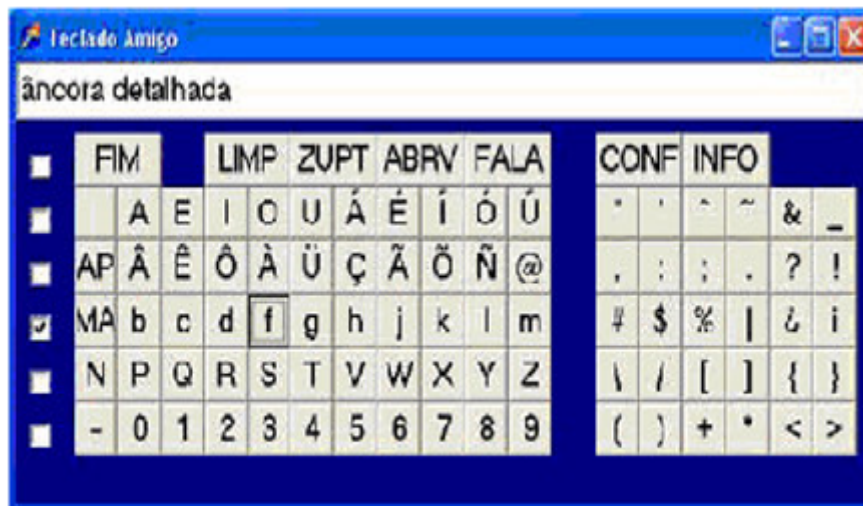 Teclado Amigo
âncora detalhada
FIM LIMP ZUPT ABRV FALA CONF INFO
A E I O U Á É Í Ó Ú " ' ^ ~ & _
AP Â Ê Ô À Ü Ç Ã Õ Ñ @ , : ; . ? !
MA b c d f g h j k l m # $ % | ¿ i
N P Q R S T V W X Y Z \ / [ ] { }
- 0 1 2 3 4 5 6 7 8 9 ( ) + * < >